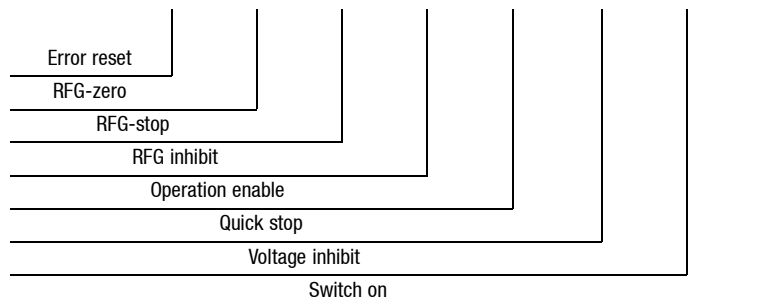 Error reset
RFG-zero
RFG-stop
RFG inhibit
Operation enable
Quick stop
Voltage inhibit
Switch on